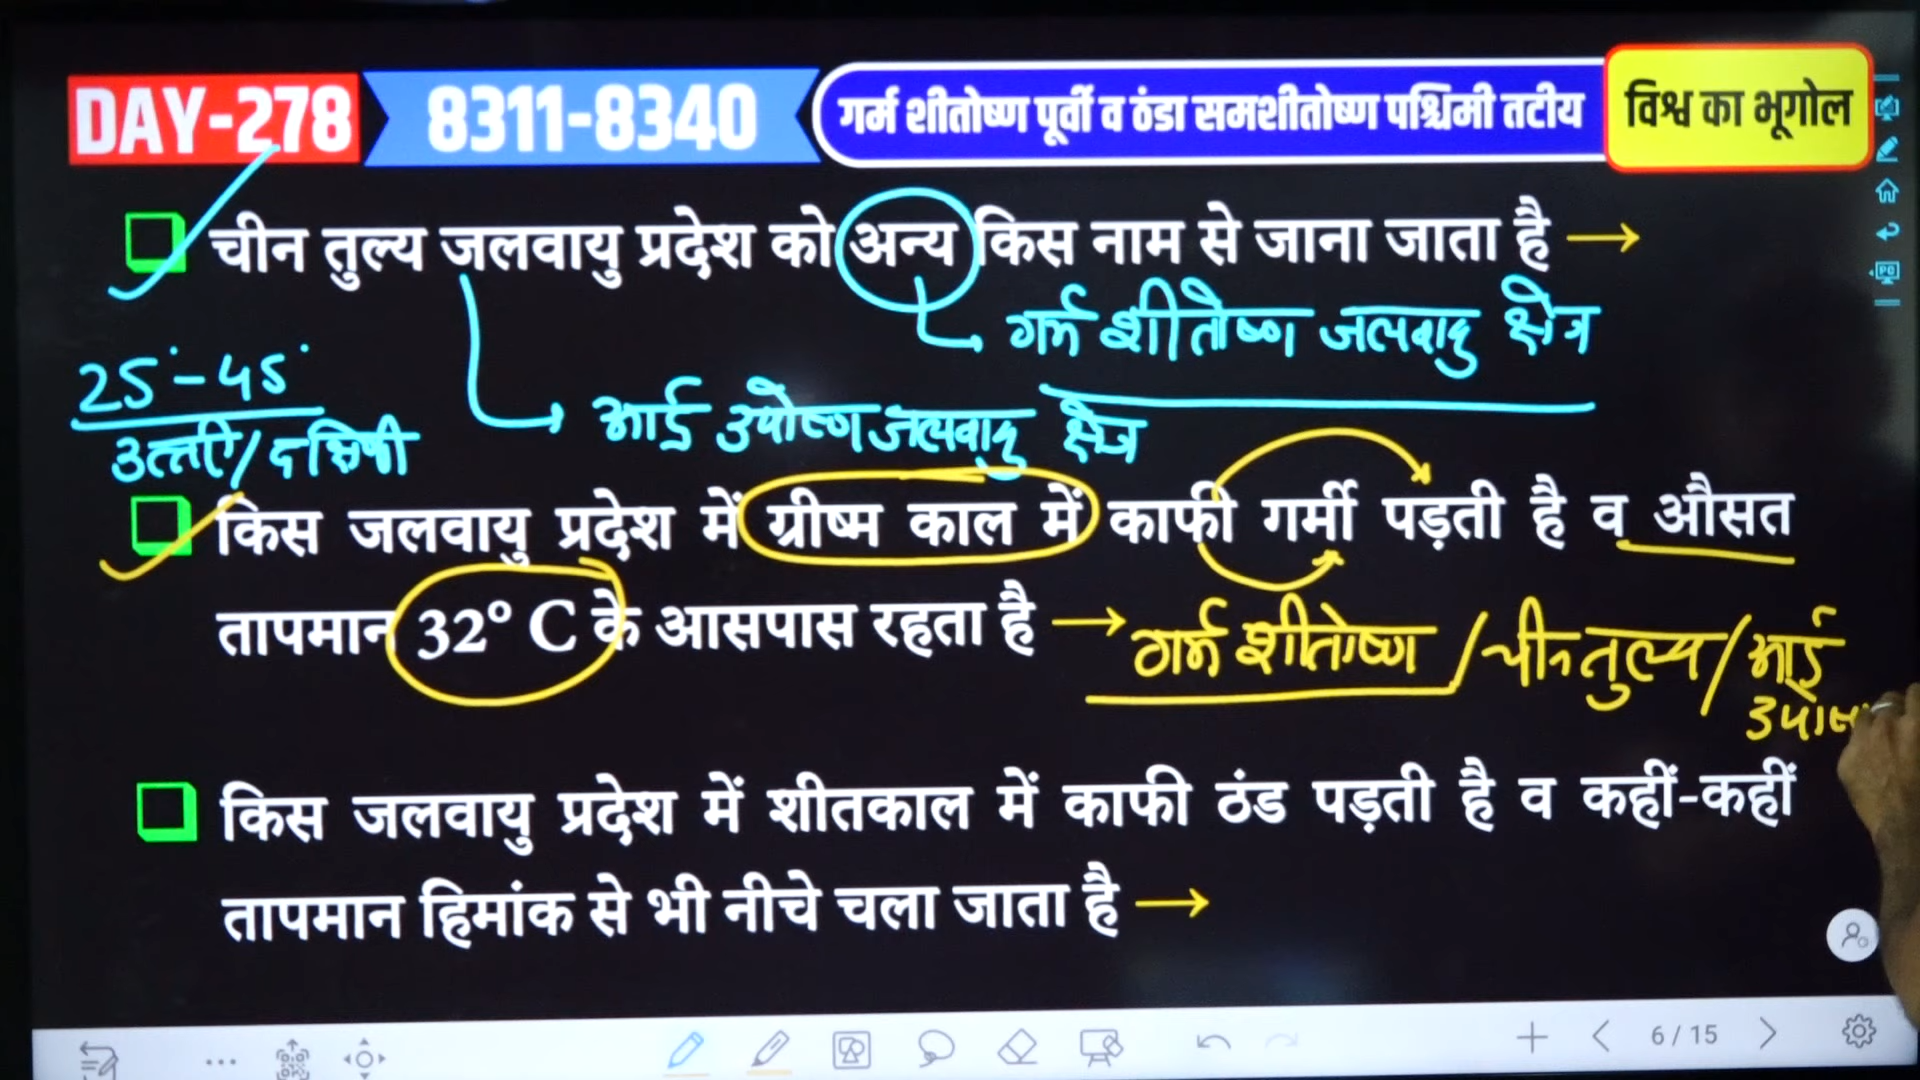 DAY-278 8311-8340 गर्म शीतोष्ण पूर्वी व ठंडा समशीतोष्ण पश्चिमी तटीय विश्व का भूगोल
चीन तुल्य जलवायु प्रदेश को अन्य किस नाम से जाना जाता है →
गर्म शीतोष्ण जलवायु क्षेत्र
25°-45°
आर्द्र उपोष्ण जलवायु क्षेत्र
उत्तरी/दक्षिणी
किस जलवायु प्रदेश में ग्रीष्म काल में काफी गर्मी पड़ती है व औसत
तापमान 32° C के आसपास रहता है → गर्म शीतोष्ण / चीन तुल्य / आर्द्र
किस जलवायु प्रदेश में शीतकाल में काफी ठंड पड़ती है व कहीं-कहीं
तापमान हिमांक से भी नीचे चला जाता है →
6 / 15